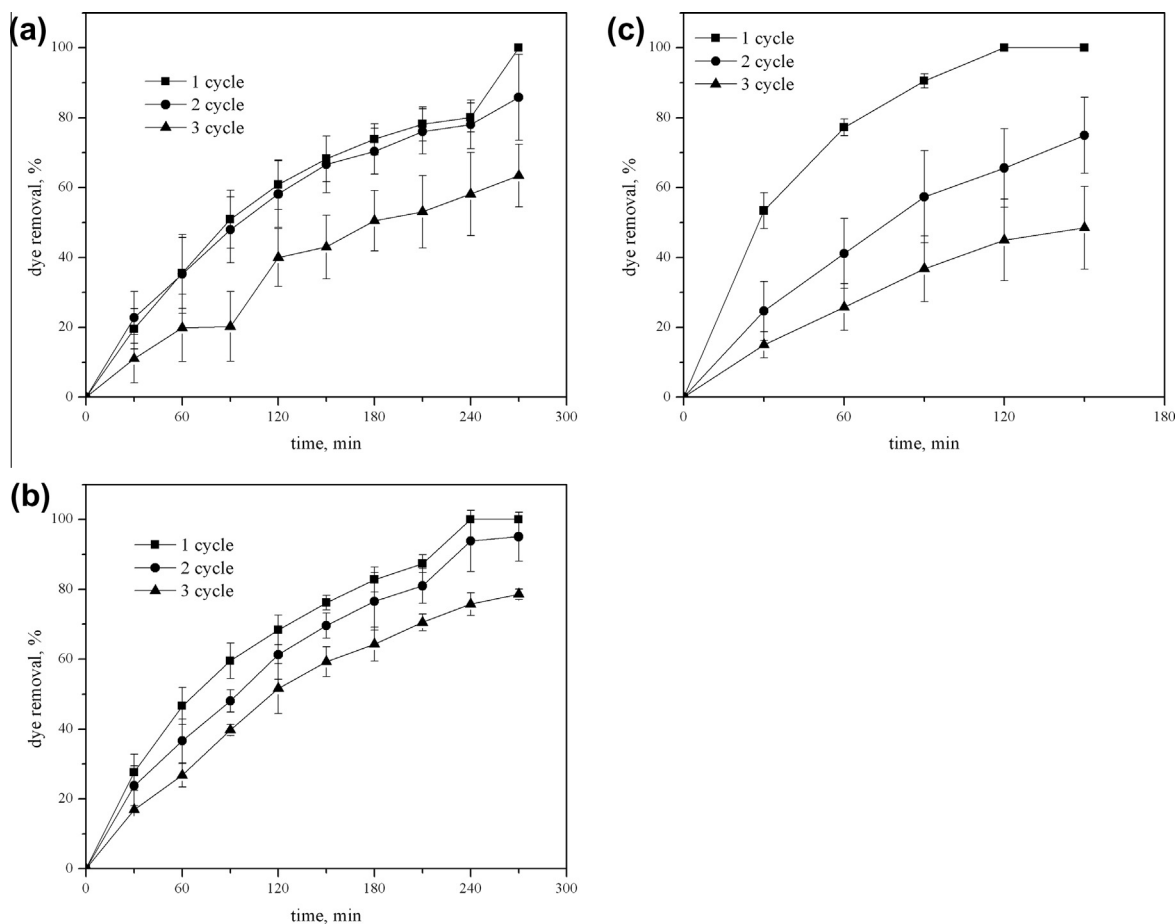 (a)
100
80
60
40
20
0
dye removal, %
1 cycle
2 cycle
3 cycle
0 60 120 180 240 300
time, min
(c)
100
80
60
40
20
0
dye removal, %
1 cycle
2 cycle
3 cycle
0 60 120 180
time, min
(b)
100
80
60
40
20
0
dye removal, %
1 cycle
2 cycle
3 cycle
0 60 120 180 240 300
time, min